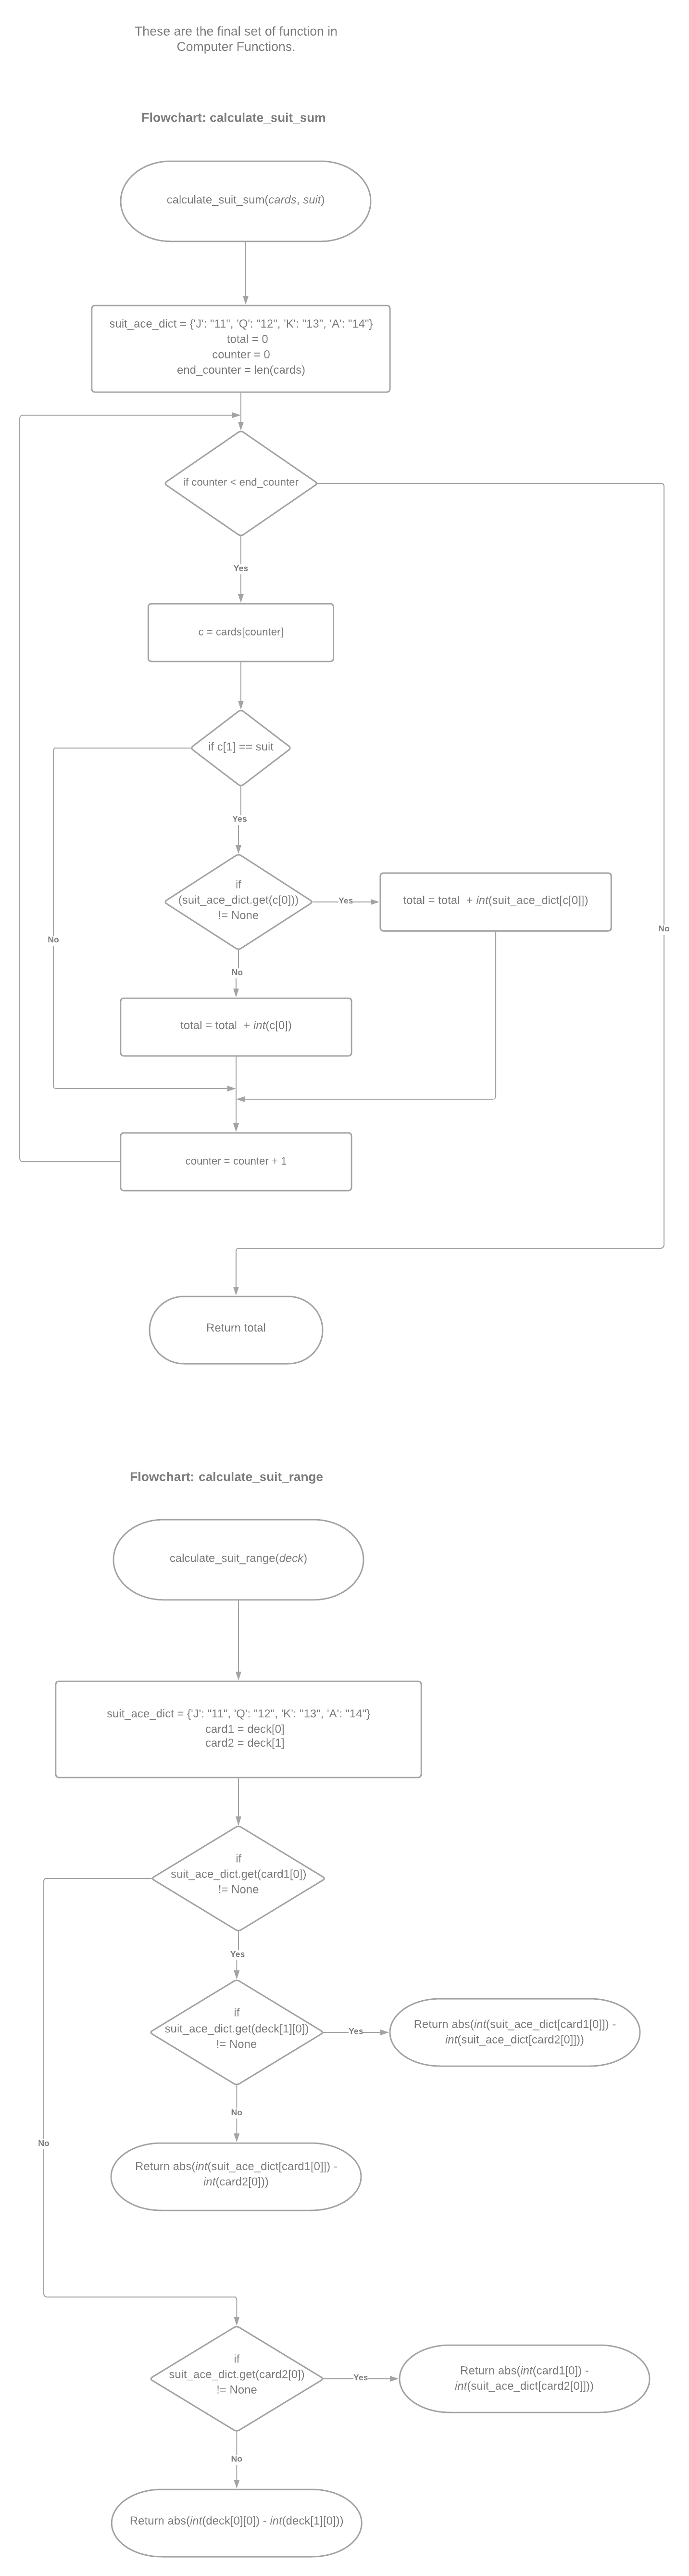 These are the final set of function in
Computer Functions.
Flowchart: calculate_suit_sum
calculate_suit_sum(cards, suit)
suit_ace_dict = {'J': "11", 'Q': "12", 'K': "13", 'A': "14"}
total = 0
counter = 0
end_counter = len(cards)
if counter < end_counter
Yes
c = cards[counter]
if c[1] == suit
Yes
if
(suit_ace_dict.get(c[0]))
!= None
Yes
total = total  + int(suit_ace_dict[c[0]])
No
No
No
total = total  + int(c[0])
counter = counter + 1
Return total
Flowchart: calculate_suit_range
calculate_suit_range(deck)
suit_ace_dict = {'J': "11", 'Q': "12", 'K': "13", 'A': "14"}
card1 = deck[0]
card2 = deck[1]
if
suit_ace_dict.get(card1[0])
!= None
Yes
if
suit_ace_dict.get(deck[1][0])
!= None
Yes
Return abs(int(suit_ace_dict[card1[0]]) -
int(suit_ace_dict[card2[0]]))
No
No
Return abs(int(suit_ace_dict[card1[0]]) -
int(card2[0]))
if
suit_ace_dict.get(card2[0])
!= None
Yes
Return abs(int(card1[0]) -
int(suit_ace_dict[card2[0]]))
No
Return abs(int(deck[0][0]) - int(deck[1][0]))